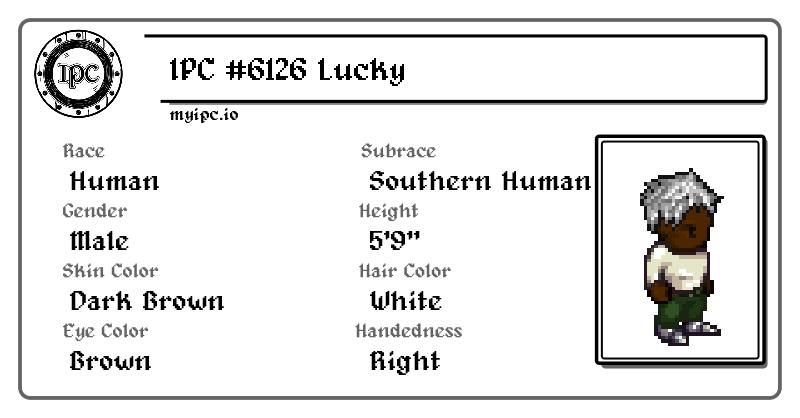 IPC
IPC #6126 Lucky
myipc.io
Race
Subrace
Human
Southern Human
Gender
Height
Male
5'9"
Skin Color
Hair Color
Dark Brown
White
Eye Color
Handedness
Brown
Right